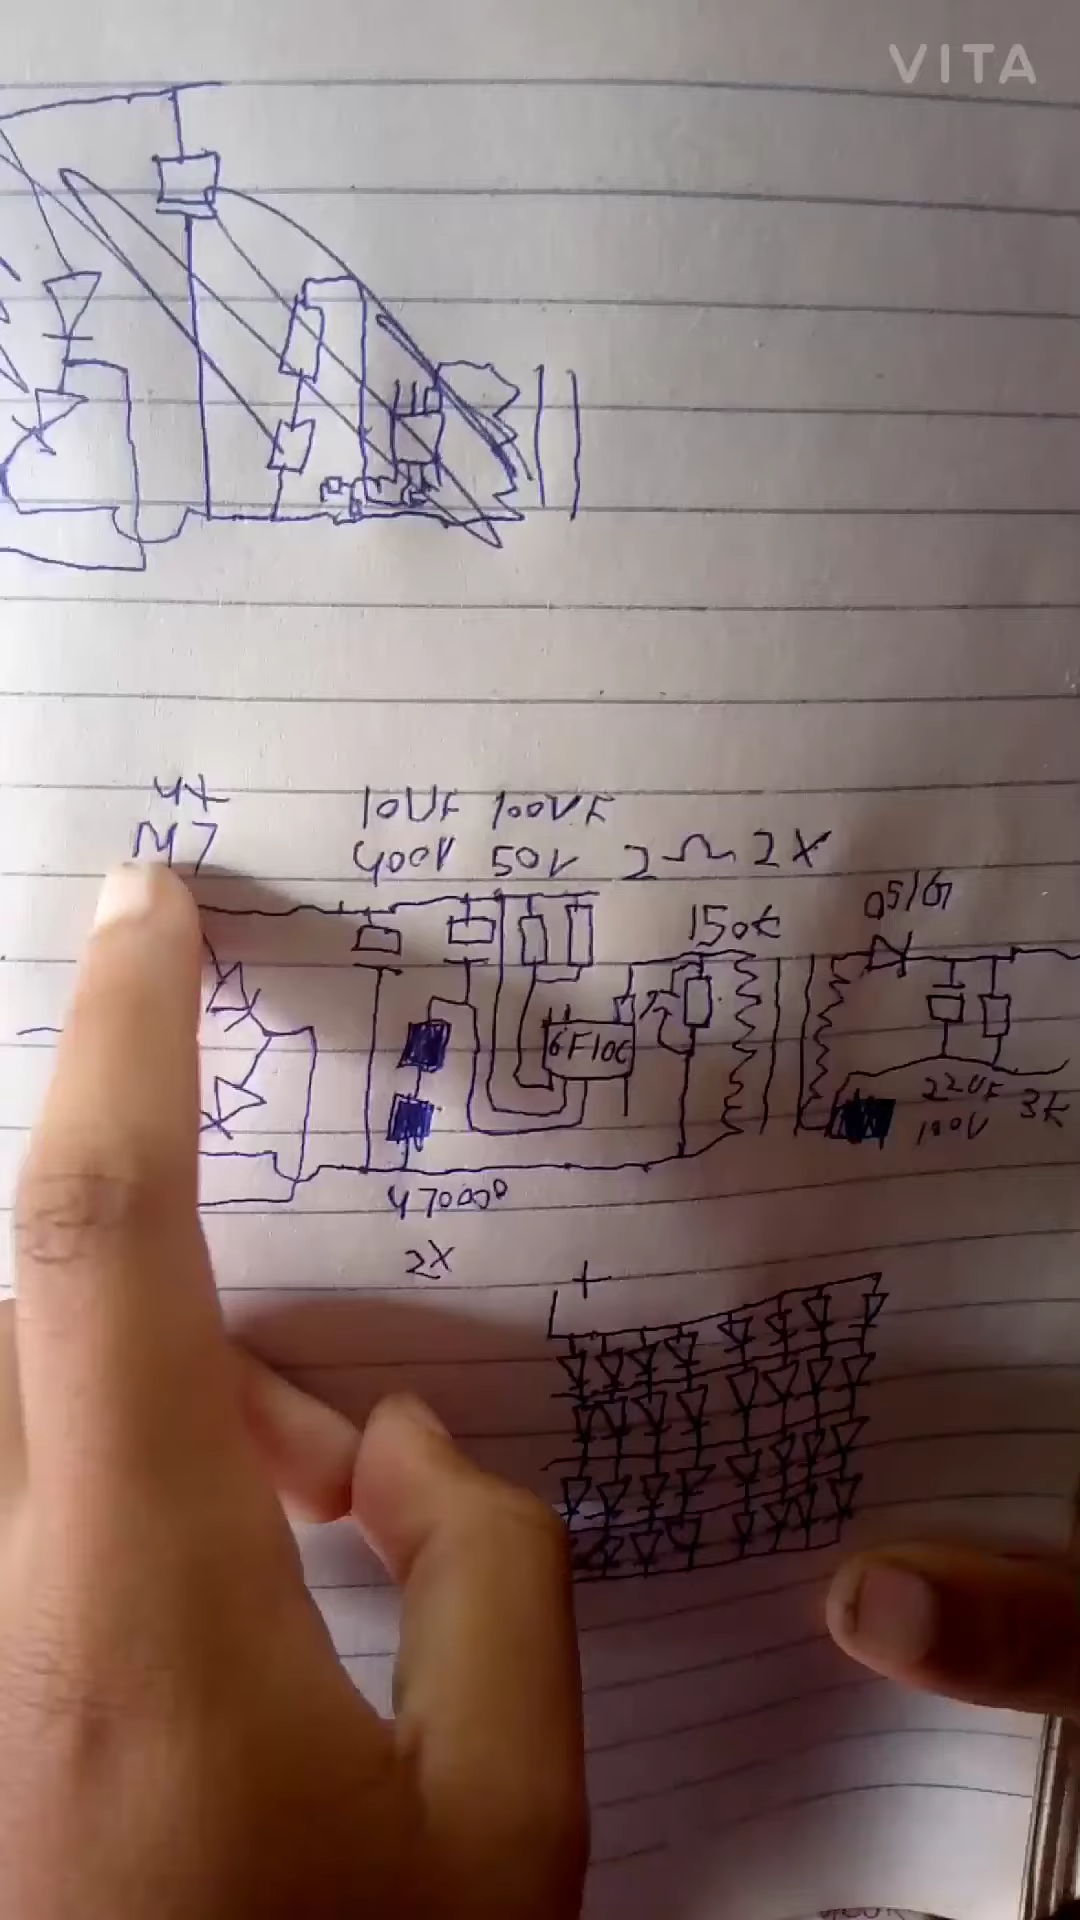 VITA
4x
M7
10UF 100UF
400V 50V 2Ω 2X
150k
6F10C
22UF 3k
100V
470000
2X
+